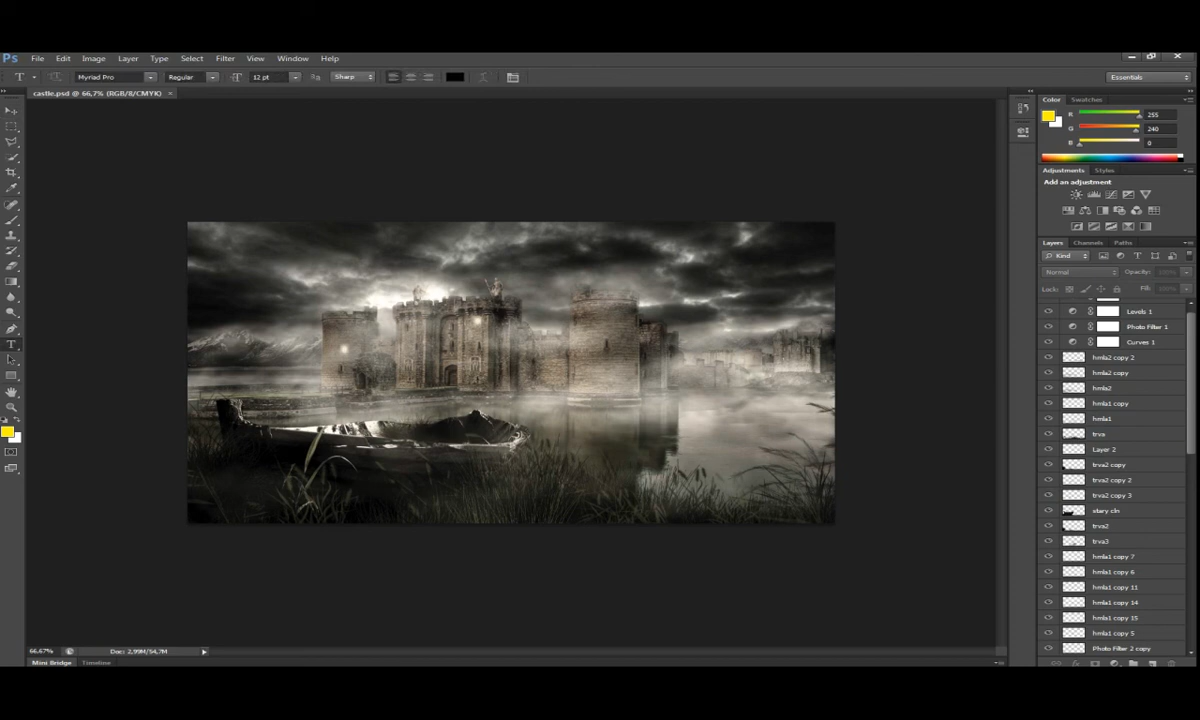 Ps File Edit Image Layer Type Select Filter View Window Help
T Myriad Pro Regular 12 pt Sharp Essentials
castle.psd @ 66,7% (RGB/8/CMYK) ×
Color Swatches
R 255
G 240
B 0
Adjustments Styles
Add an adjustment
Layers Channels Paths
Kind
Normal Opacity: 100%
Lock: Fill: 100%
Levels 1
Photo Filter 1
Curves 1
hmla2 copy 2
hmla2 copy
hmla2
hmla1 copy
hmla1
trva
Layer 2
trva2 copy
trva2 copy 2
trva2 copy 3
stary cln
trva2
trva3
hmla1 copy 7
hmla1 copy 6
hmla1 copy 11
hmla1 copy 14
hmla1 copy 15
hmla1 copy 5
Photo Filter 2 copy
66.67% Doc: 2,99M/54,7M
Mini Bridge Timeline